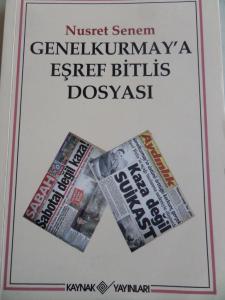 Nusret Senem
GENELKURMAY'A
EŞREF BİTLİS
DOSYASI
SABAH
Sabotaj değil kaza!
Aydınlık
Kaza değil
SUİKAST
KAYNAK YAYINLARI